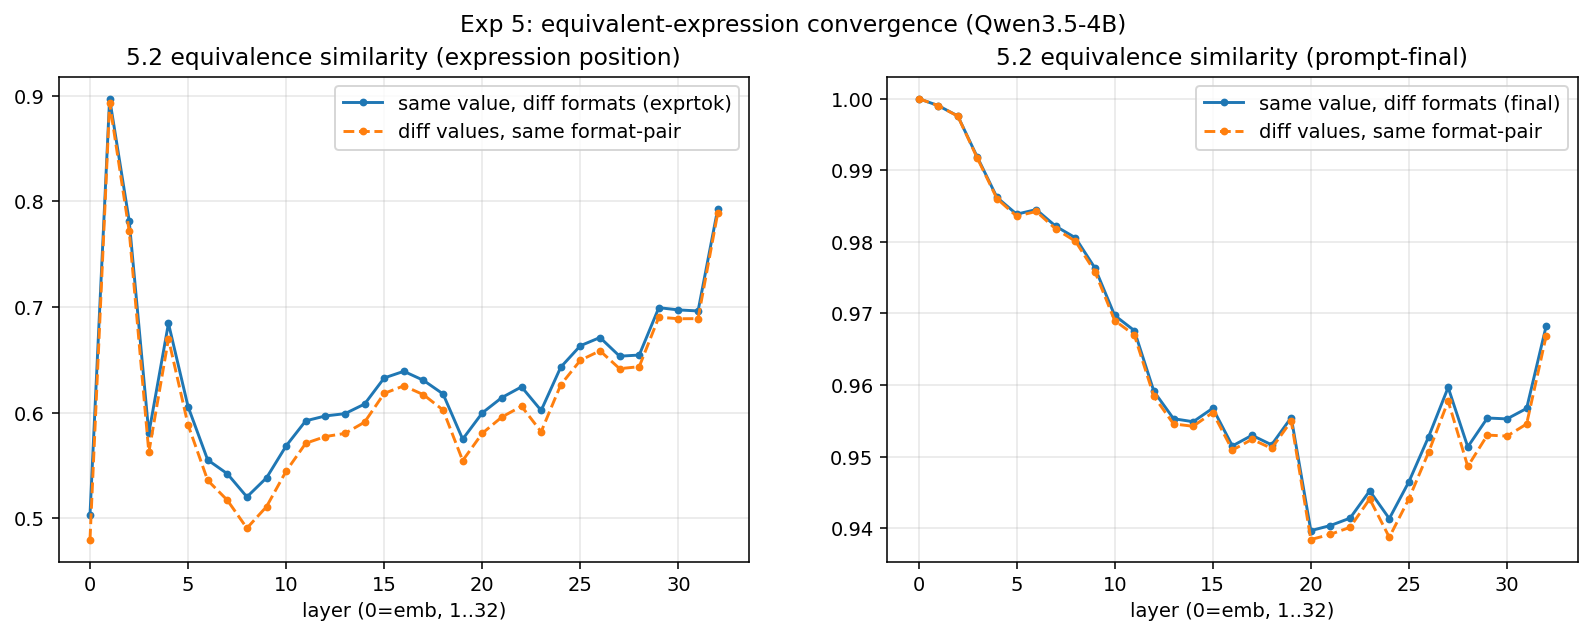 Exp 5: equivalent-expression convergence (Qwen3.5-4B)
5.2 equivalence similarity (expression position)
same value, diff formats (exprtok)
diff values, same format-pair
0.9
0.8
0.7
0.6
0.5
0 5 10 15 20 25 30
layer (0=emb, 1..32)
5.2 equivalence similarity (prompt-final)
same value, diff formats (final)
diff values, same format-pair
1.00
0.99
0.98
0.97
0.96
0.95
0.94
0 5 10 15 20 25 30
layer (0=emb, 1..32)